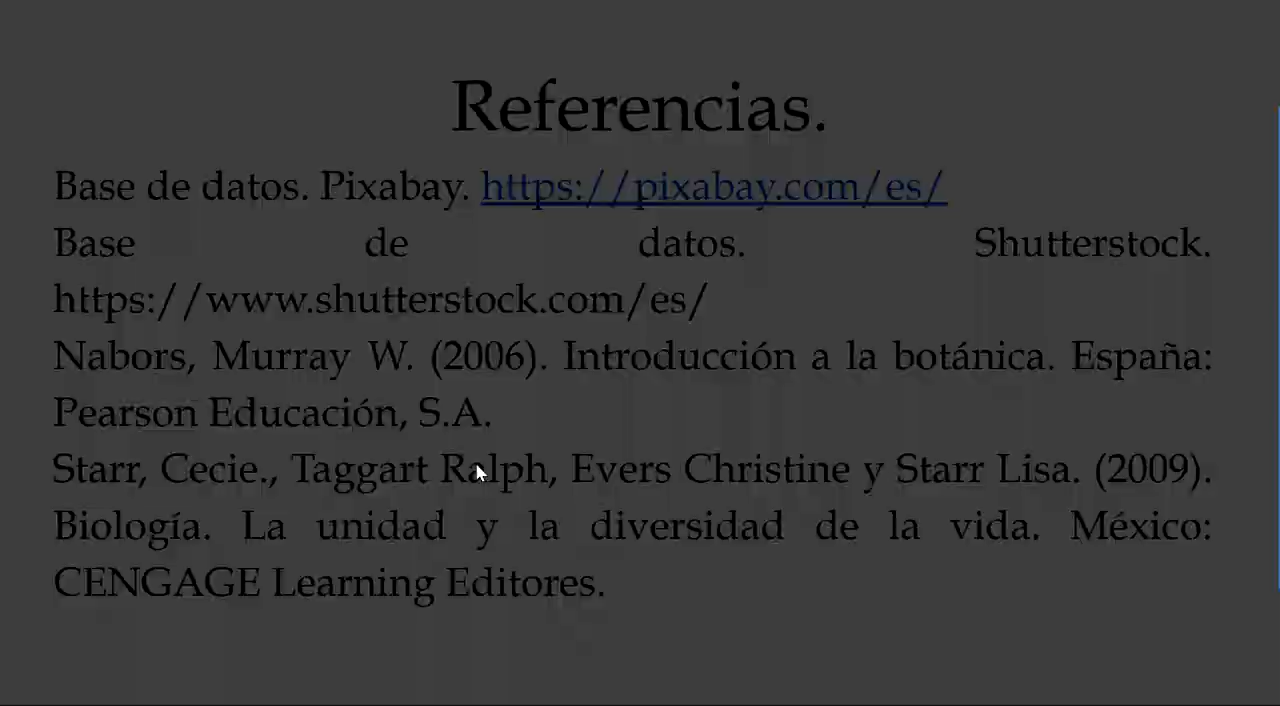 Referencias.
Base de datos. Pixabay. https://pixabay.com/es/
Base de datos. Shutterstock.
https://www.shutterstock.com/es/
Nabors, Murray W. (2006). Introducción a la botánica. España:
Pearson Educación, S.A.
Starr, Cecie., Taggart Ralph, Evers Christine y Starr Lisa. (2009).
Biología. La unidad y la diversidad de la vida. México:
CENGAGE Learning Editores.